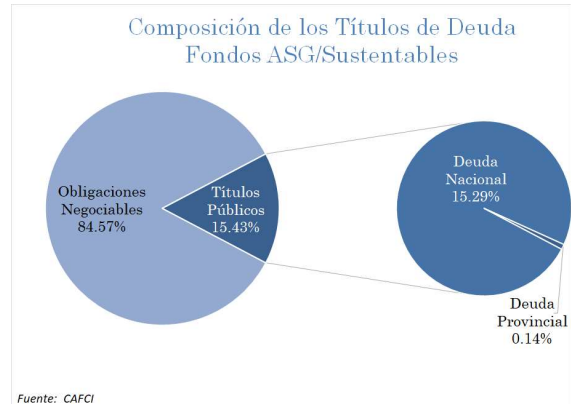 Composición de los Títulos de Deuda
Fondos ASG/Sustentables
Obligaciones
Negociables
84.57%
Títulos
Públicos
15.43%
Deuda
Nacional
15.29%
Deuda
Provincial
0.14%
Fuente: CAFCI